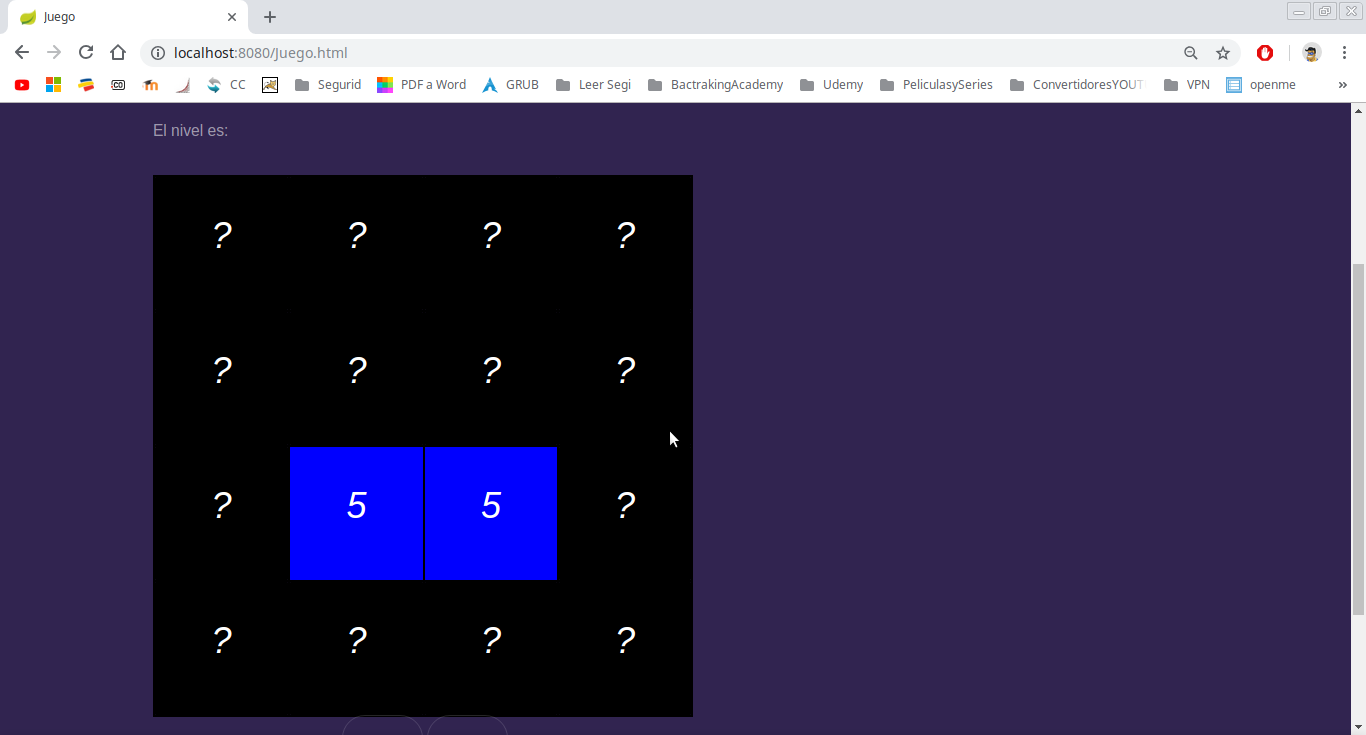 Juego
localhost:8080/Juego.html
CC
Segurid
PDF a Word
GRUB
Leer Segi
BactrakingAcademy
Udemy
PeliculasySeries
ConvertidoresYOUT
VPN
openme
»
El nivel es:
? ? ? ?
? ? ? ?
? 5 5 ?
? ? ? ?